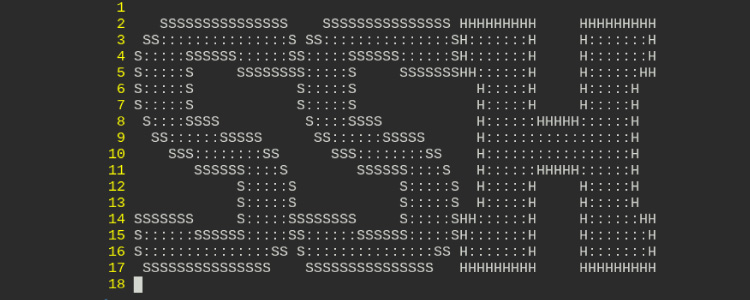 1
2    SSSSSSSSSSSSSSS    SSSSSSSSSSSSSSS HHHHHHHHH     HHHHHHHHH
3  SS:::::::::::::::S SS:::::::::::::::SH:::::::H     H:::::::H
4 S:::::SSSSSS::::::SS:::::SSSSSS::::::SH:::::::H     H:::::::H
5 S:::::S     SSSSSSSS:::::S     SSSSSSSHH::::::H     H::::::HH
6 S:::::S            S:::::S              H:::::H     H:::::H
7 S:::::S            S:::::S              H:::::H     H:::::H
8  S::::SSSS          S::::SSSS           H::::::HHHHH::::::H
9   SS::::::SSSSS      SS::::::SSSSS      H:::::::::::::::::H
10     SSS::::::::SS      SSS::::::::SS    H:::::::::::::::::H
11        SSSSSS::::S        SSSSSS::::S   H::::::HHHHH::::::H
12             S:::::S            S:::::S  H:::::H     H:::::H
13             S:::::S            S:::::S  H:::::H     H:::::H
14 SSSSSSS     S:::::SSSSSSSS     S:::::SHH::::::H     H::::::HH
15 S::::::SSSSSS:::::SS::::::SSSSSS:::::SH:::::::H     H:::::::H
16 S:::::::::::::::SS S:::::::::::::::SS H:::::::H     H:::::::H
17  SSSSSSSSSSSSSSS    SSSSSSSSSSSSSSS   HHHHHHHHH     HHHHHHHHH
18